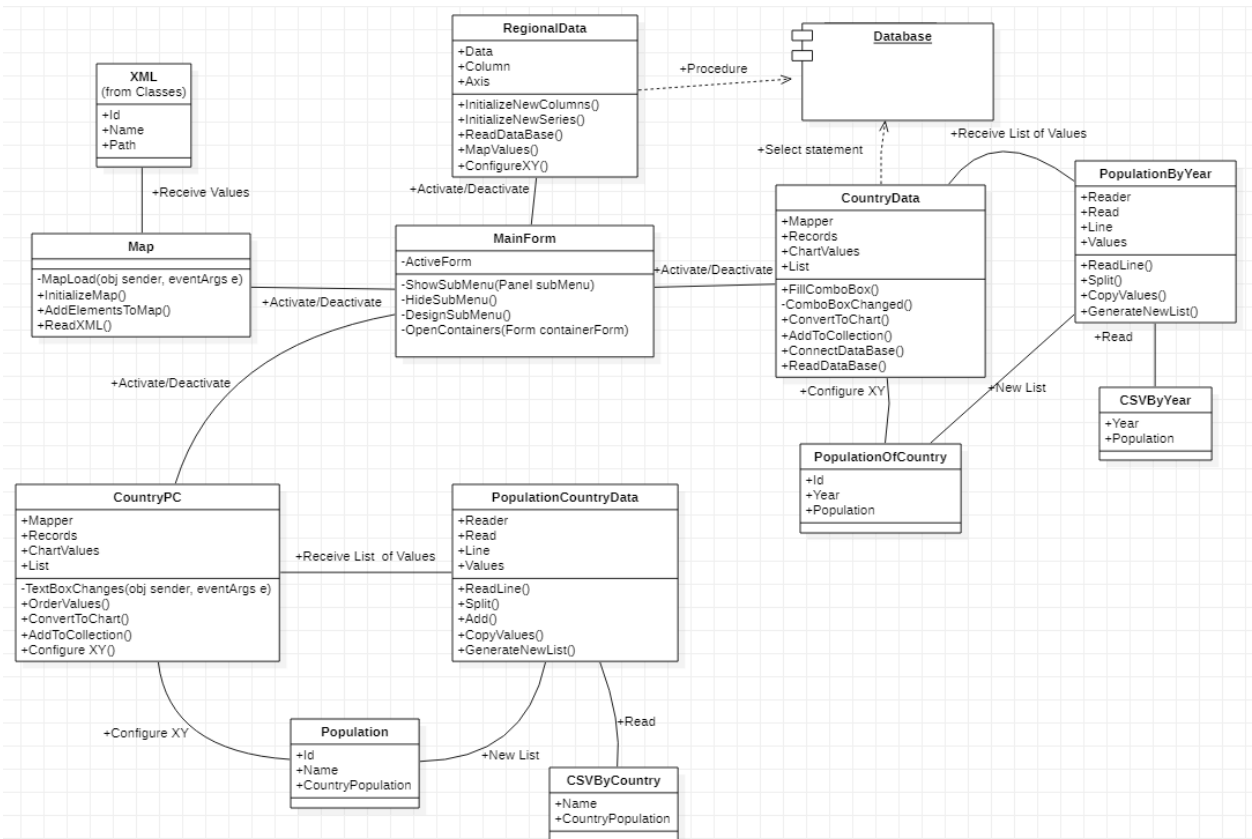 RegionalData
+Data
+Column
+Axis
+InitializeNewColumns()
+InitializeNewSeries()
+ReadDataBase()
+MapValues()
+ConfigureXY()
+Procedure
Database
XML
(from Classes)
+Id
+Name
+Path
+Receive Values
+Activate/Deactivate
+Select statement
+Receive List of Values
PopulationByYear
+Reader
+Read
+Line
+Values
+ReadLine()
+Split()
+CopyValues()
+GenerateNewList()
CountryData
+Mapper
+Records
+ChartValues
+List
+FillComboBox()
-ComboBoxChanged()
+ConvertToChart()
+AddToCollection()
+ConnectDataBase()
+ReadDataBase()
Map
-MapLoad(obj sender, eventArgs e)
+InitializeMap()
+AddElementsToMap()
+ReadXML()
+Activate/Deactivate
MainForm
-ActiveForm
-ShowSubMenu(Panel subMenu)
-HideSubMenu()
-DesignSubMenu()
-OpenContainers(Form containerForm)
+Activate/Deactivate
+Activate/Deactivate
+Configure XY
+New List
+Read
CSVByYear
+Year
+Population
PopulationOfCountry
+Id
+Year
+Population
CountryPC
+Mapper
+Records
+ChartValues
+List
-TextBoxChanges(obj sender, eventArgs e)
+OrderValues()
+ConvertToChart()
+AddToCollection()
+Configure XY()
+Receive List of Values
PopulationCountryData
+Reader
+Read
+Line
+Values
+ReadLine()
+Split()
+Add()
+CopyValues()
+GenerateNewList()
+Configure XY
Population
+Id
+Name
+CountryPopulation
+New List
+Read
CSVByCountry
+Name
+CountryPopulation